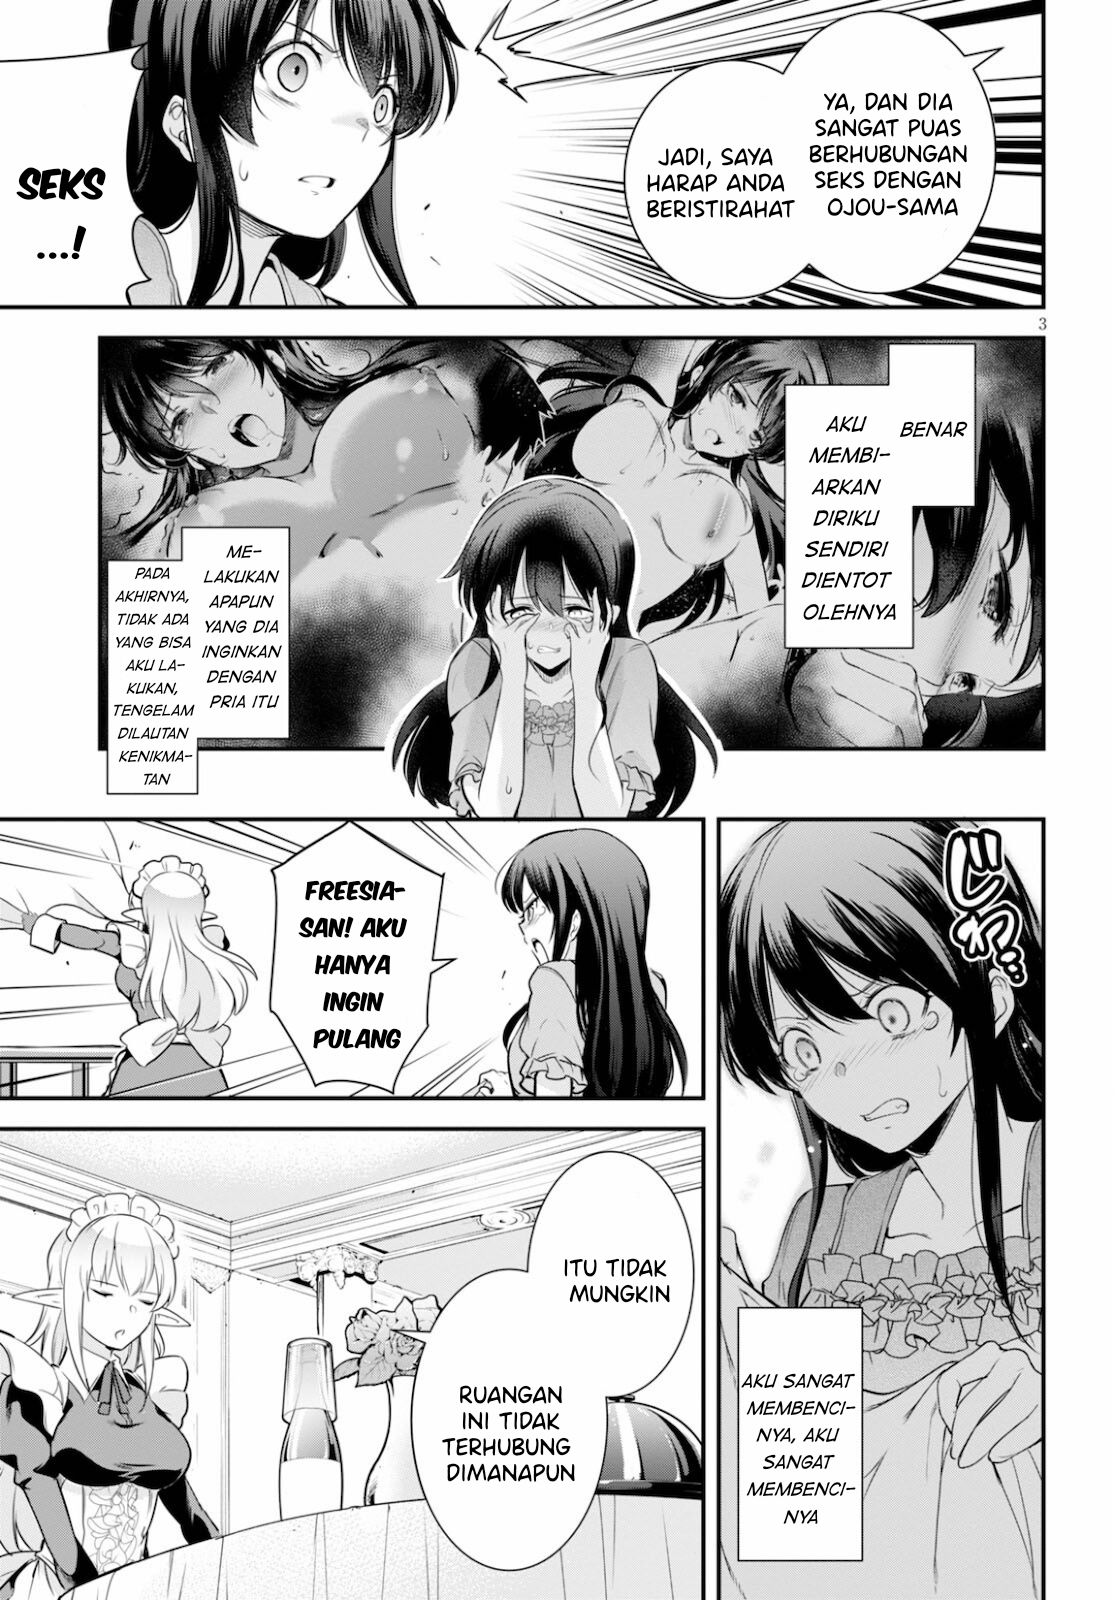 YA, DAN DIA
SANGAT PUAS
BERHUBUNGAN
SEKS DENGAN
OJOU-SAMA
JADI, SAYA
HARAP ANDA
BERISTIRAHAT
SEKS
...!
3
BENAR
AKU
MEMBI-
ARKAN
DIRIKU
SENDIRI
DIENTOT
OLEHNYA
ME-
LAKUKAN
APAPUN
YANG DIA
INGINKAN
DENGAN
PRIA ITU
PADA
AKHIRNYA,
TIDAK ADA
YANG BISA
AKU LA-
KUKAN,
TENGELAM
DILAUTAN
KENIKMA-
TAN
じわ…
AKU SANGAT
MEMBENCI-
NYA, AKU
SANGAT
MEMBENCI-
NYA
FREESIA-
SAN! AKU
HANYA
INGIN
PULANG
ITU TIDAK
MUNGKIN
RUANGAN
INI TIDAK
TERHUBUNG
DIMANAPUN